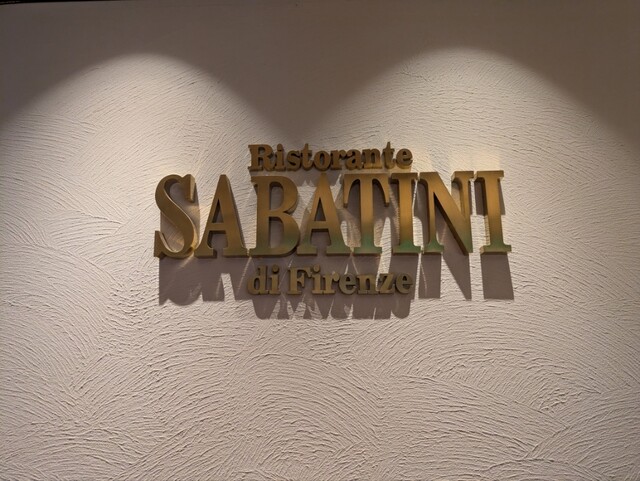 Ristorante
SABATINI
di Firenze